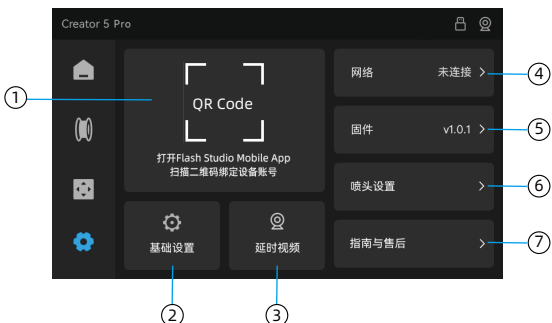 Creator 5 Pro
QR Code
打开Flash Studio Mobile App
扫描二维码绑定设备账号
基础设置
延时视频
网络 未连接 >
固件 v1.0.1 >
喷头设置 >
指南与售后 >
①
②
③
④
⑤
⑥
⑦